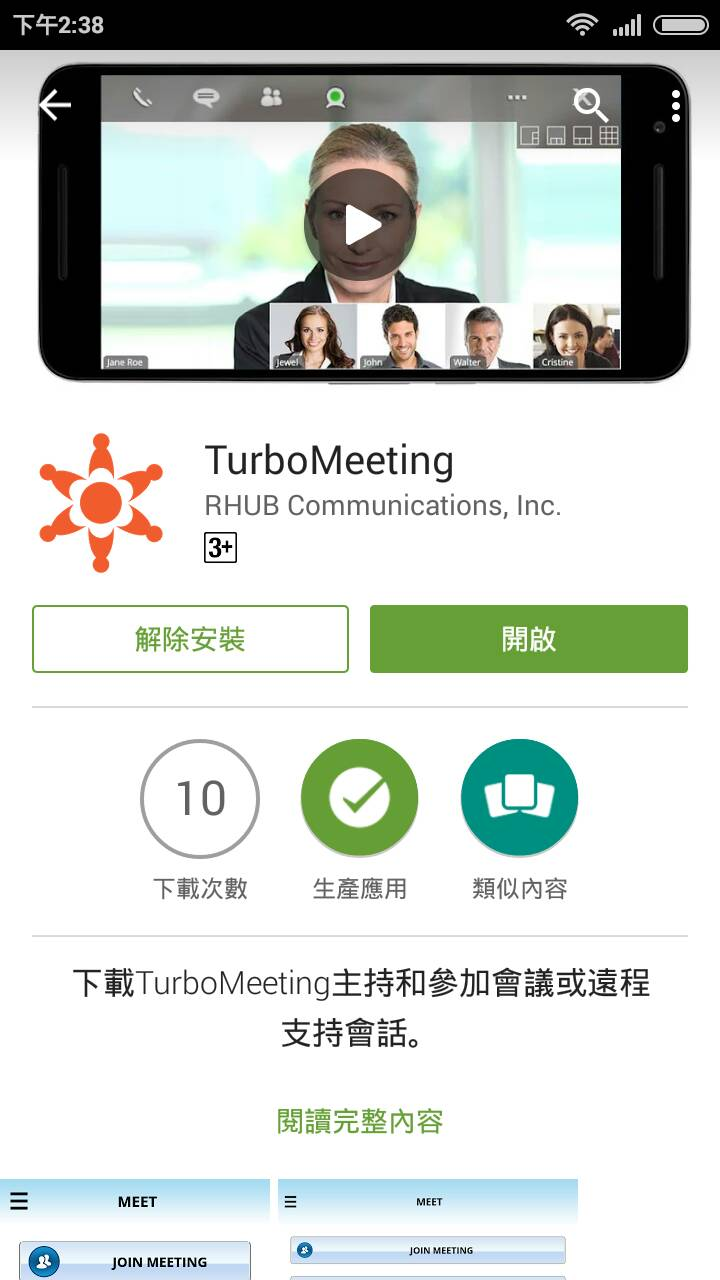 下午2:38
Jane Roe
Jewel
John
Walter
Cristine
TurboMeeting
RHUB Communications, Inc.
3+
解除安裝
開啟
10
下載次數
生產應用
類似內容
下載TurboMeeting主持和參加會議或遠程
支持會話。
閱讀完整內容
MEET
JOIN MEETING
MEET
JOIN MEETING